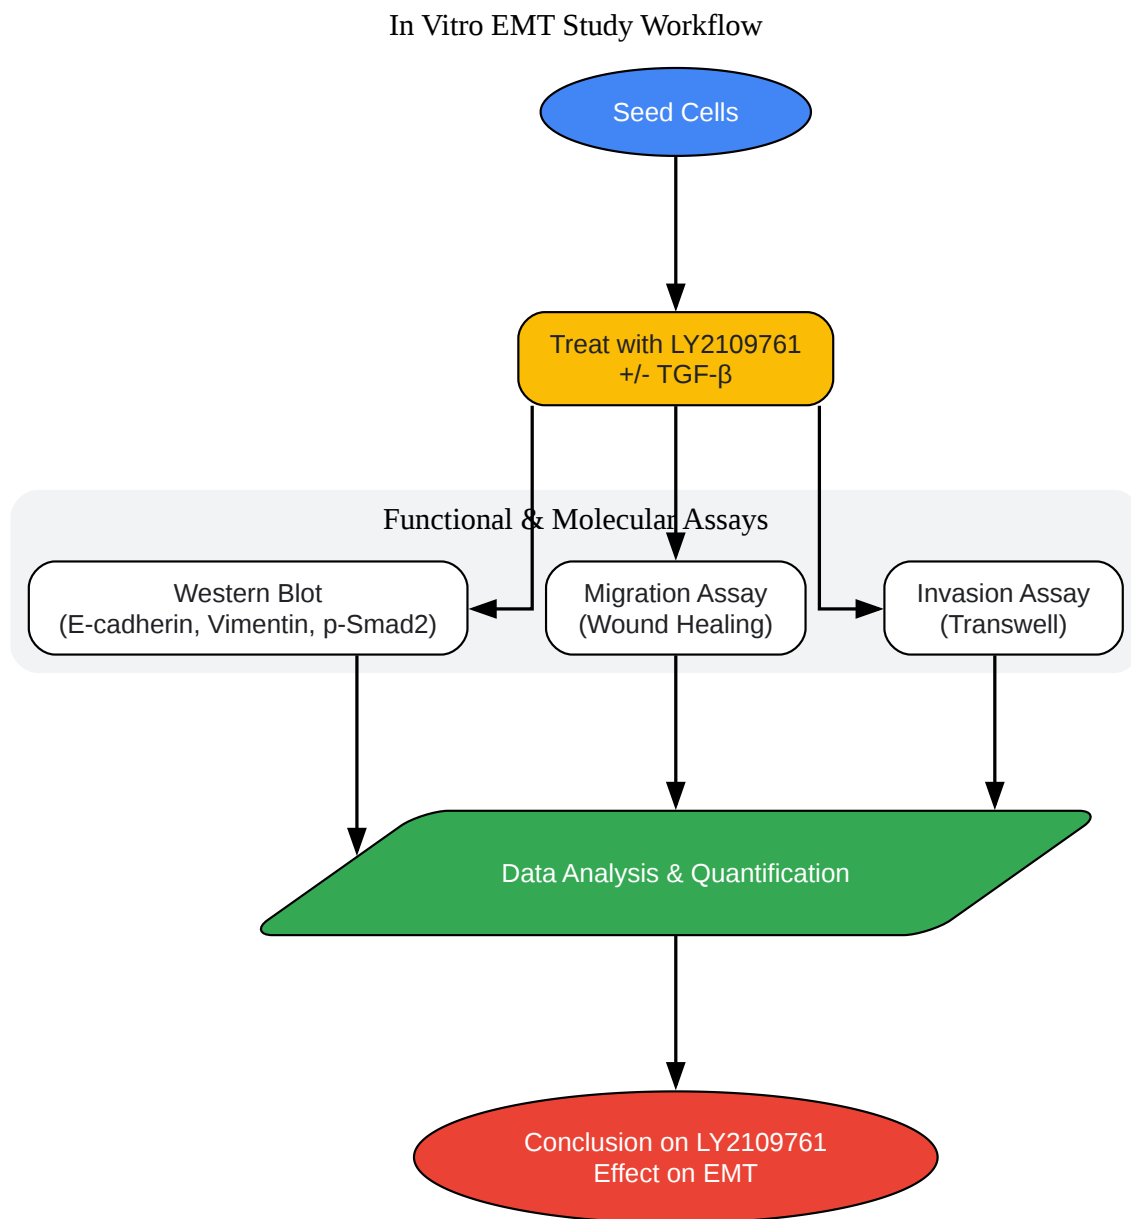 In Vitro EMT Study Workflow
Seed Cells
Treat with LY2109761
+/- TGF-β
Functional & Molecular Assays
Western Blot
(E-cadherin, Vimentin, p-Smad2)
Migration Assay
(Wound Healing)
Invasion Assay
(Transwell)
Data Analysis & Quantification
Conclusion on LY2109761
Effect on EMT